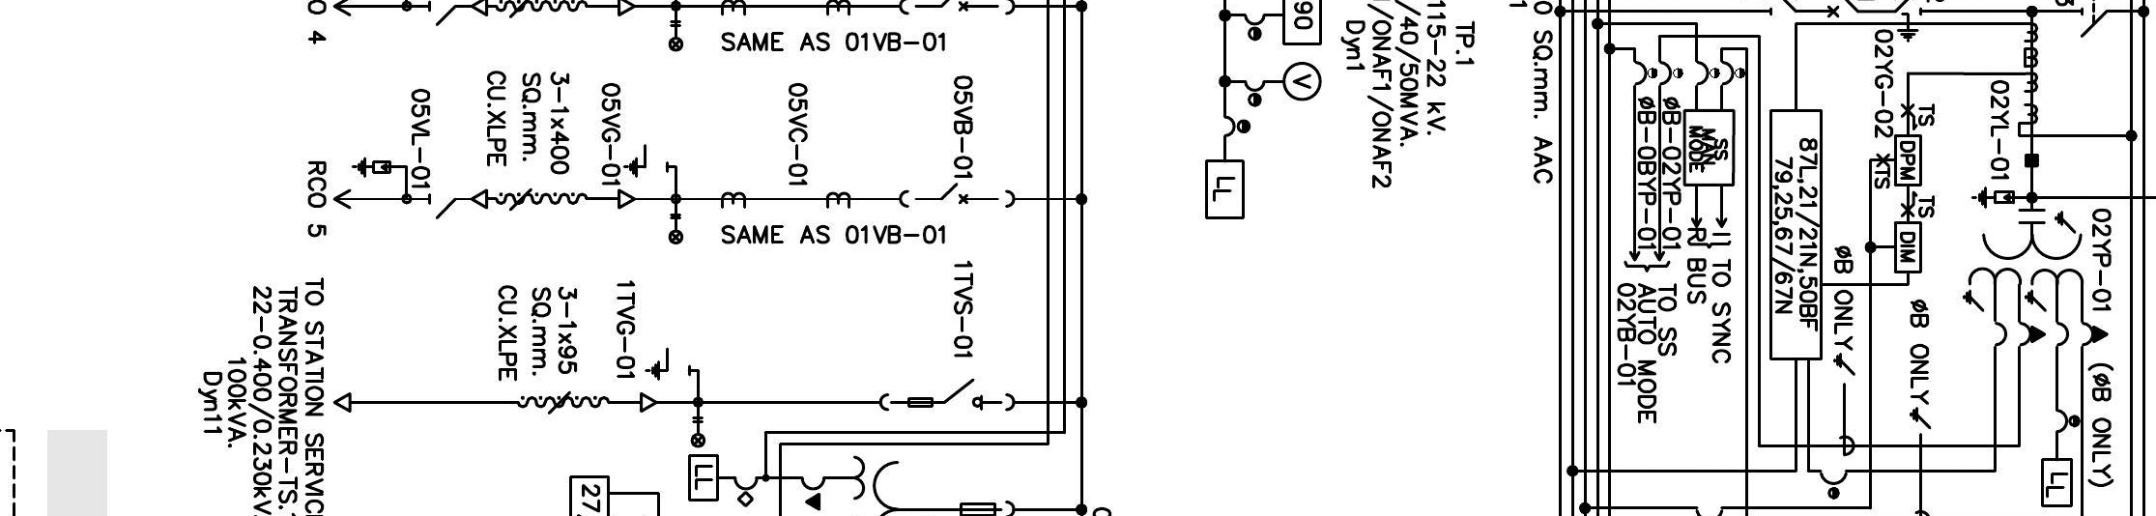 O 4
SAME AS 01VB-01
05VL-01
3-1x400
SQ.mm.
CU.XLPE
05VG-01
05VC-01
05VB-01
RCO 5
SAME AS 01VB-01
TO STATION SERVICE
TRANSFORMER-TS.
22-0.400/0.230kV.
100kVA.
Dyn11
3-1x95
SQ.mm.
CU.XLPE
1TVG-01
1TVS-01
LL
27
90
V
LL
TP.1
115-22 kV.
/40/50MVA.
/ONAF1/ONAF2
Dyn1
0 SQ.mm. AAC
øB-0BYP-01
øB-02YP-01
SS
MAN
MODE
TO SYNC
BUS
TO SS
AUTO MODE
02YB-01
87L,21/21N,50BF
79,25,67/67N
02YG-02
TS
DPM
TS
TS
DIM
02YL-01
øB ONLY
øB ONLY
02YP-01 (øB ONLY)
LL